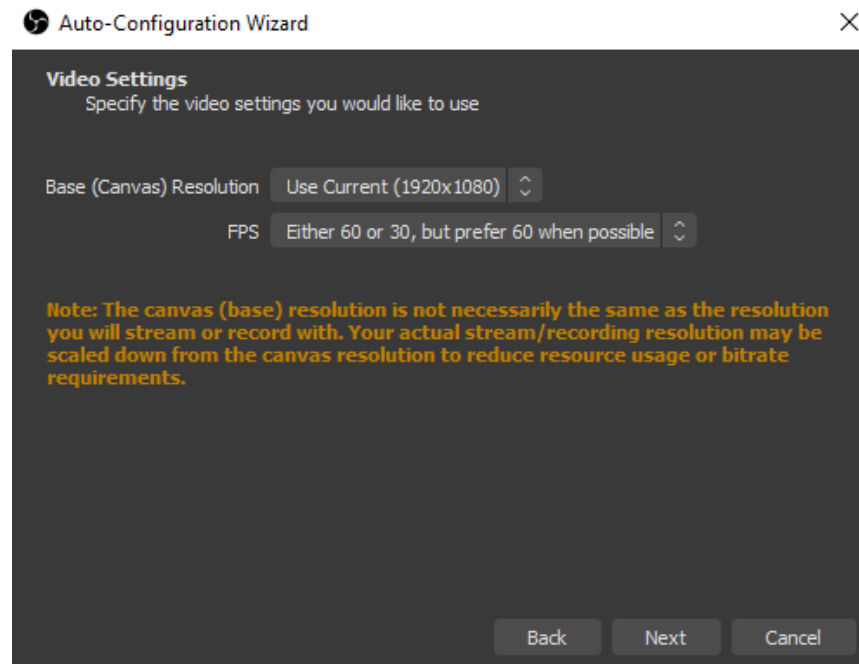 Auto-Configuration Wizard
Video Settings
Specify the video settings you would like to use
Base (Canvas) Resolution Use Current (1920x1080)
FPS Either 60 or 30, but prefer 60 when possible
Note: The canvas (base) resolution is not necessarily the same as the resolution
you will stream or record with. Your actual stream/recording resolution may be
scaled down from the canvas resolution to reduce resource usage or bitrate
requirements.
Back Next Cancel